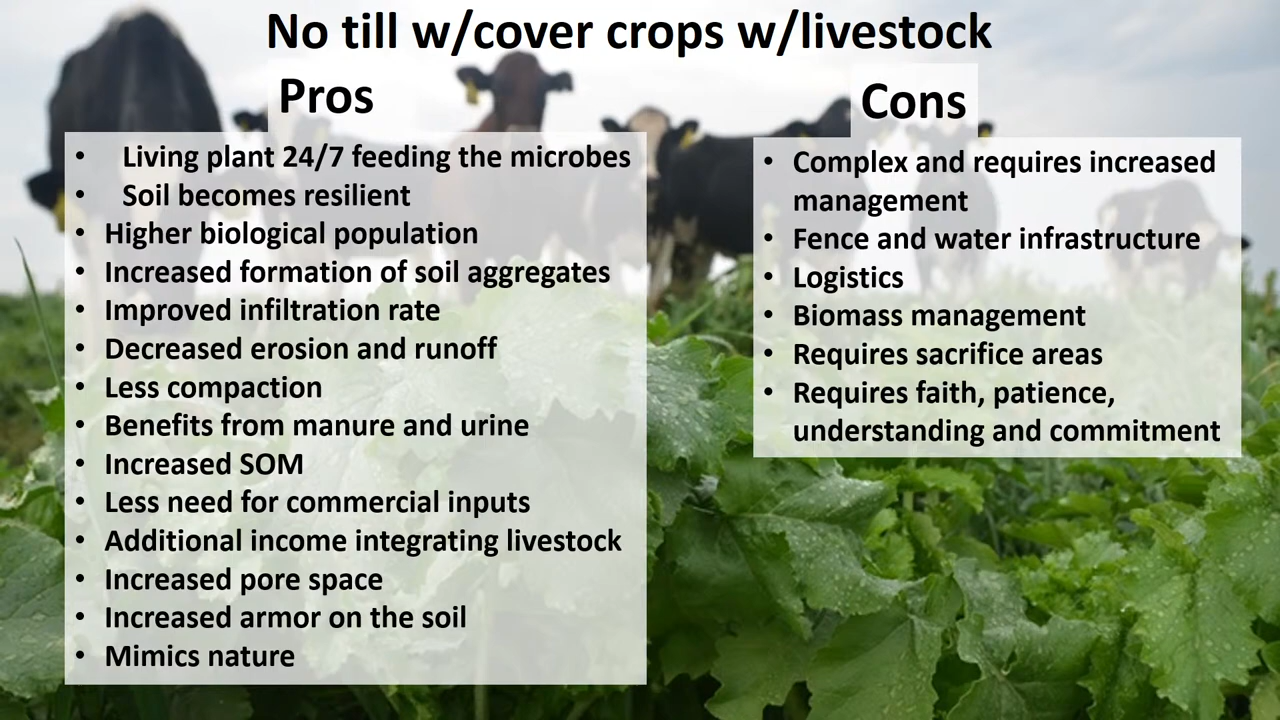 No till w/cover crops w/livestock
Pros
• Living plant 24/7 feeding the microbes
• Soil becomes resilient
• Higher biological population
• Increased formation of soil aggregates
• Improved infiltration rate
• Decreased erosion and runoff
• Less compaction
• Benefits from manure and urine
• Increased SOM
• Less need for commercial inputs
• Additional income integrating livestock
• Increased pore space
• Increased armor on the soil
• Mimics nature
Cons
• Complex and requires increased
management
• Fence and water infrastructure
• Logistics
• Biomass management
• Requires sacrifice areas
• Requires faith, patience,
understanding and commitment